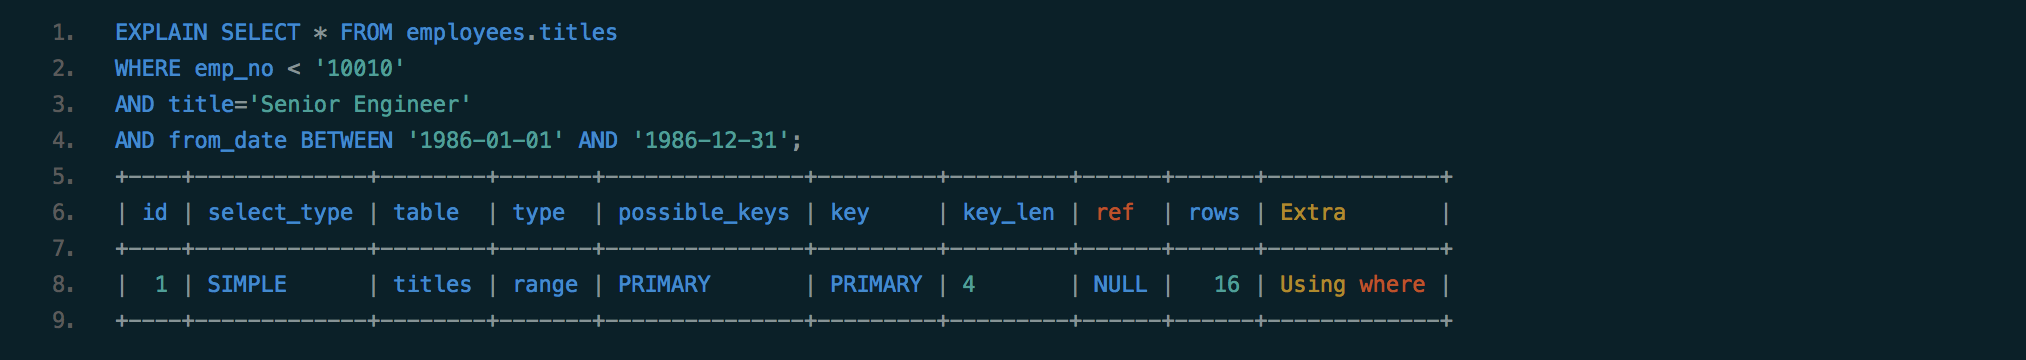 1. EXPLAIN SELECT * FROM employees.titles
2. WHERE emp_no < '10010'
3. AND title='Senior Engineer'
4. AND from_date BETWEEN '1986-01-01' AND '1986-12-31';
5. +----+-------------+--------+-------+---------------+---------+---------+------+------+-------------+
6. | id | select_type | table  | type  | possible_keys | key     | key_len | ref  | rows | Extra       |
7. +----+-------------+--------+-------+---------------+---------+---------+------+------+-------------+
8. |  1 | SIMPLE      | titles | range | PRIMARY       | PRIMARY | 4       | NULL |   16 | Using where |
9. +----+-------------+--------+-------+---------------+---------+---------+------+------+-------------+